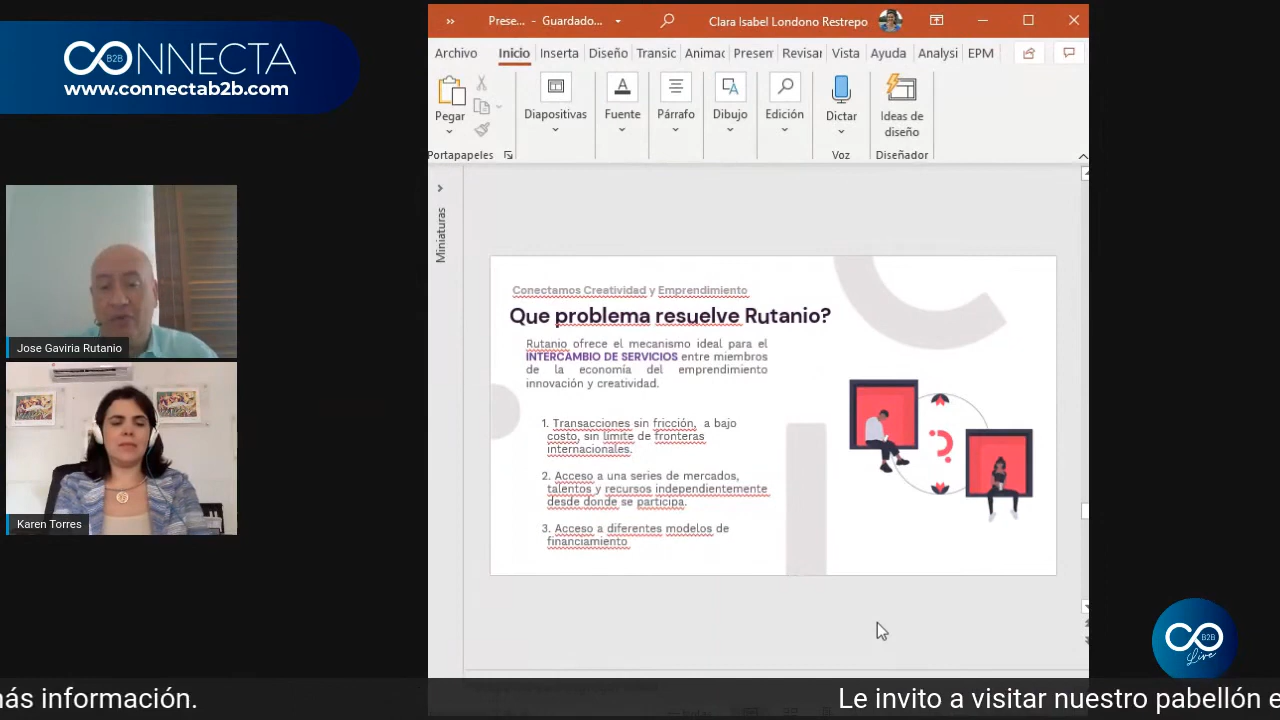 CONNECTA
B2B
www.connectab2b.com
Jose Gaviria Rutanio
Karen Torres
Prese... - Guardado...
Clara Isabel Londono Restrepo
Archivo Inicio Inserta Diseño Transic Animac Presen Revisar Vista Ayuda Analysi EPM
Pegar
Diapositivas
Fuente
Párrafo
Dibujo
Edición
Dictar
Ideas de
diseño
Portapapeles
Voz
Diseñador
Miniaturas
Conectamos Creatividad y Emprendimiento
Que problema resuelve Rutanio?
Rutanio ofrece el mecanismo ideal para el
INTERCAMBIO DE SERVICIOS entre miembros
de la economía del emprendimiento
innovación y creatividad.
1. Transacciones sin fricción, a bajo
costo, sin límite de fronteras
internacionales.
2. Acceso a una series de mercados,
talentos y recursos independientemente
desde donde se participa.
3. Acceso a diferentes modelos de
financiamiento
B2B
Live
más información.
Le invito a visitar nuestro pabellón e